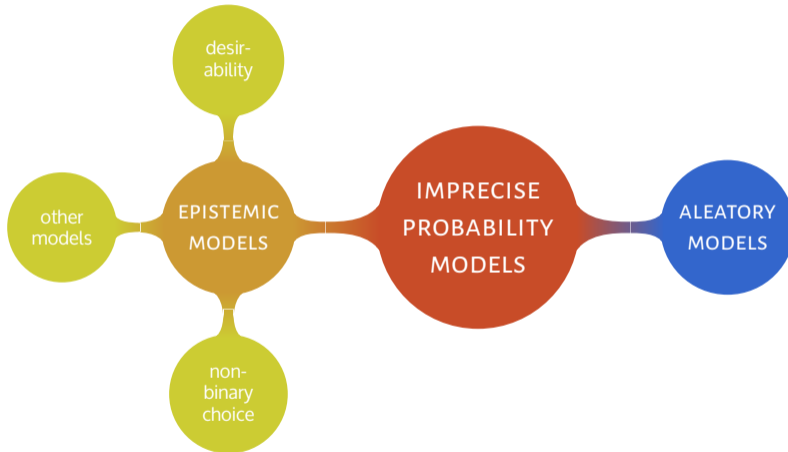 desir-
ability
other
models
EPISTEMIC
MODELS
non-
binary
choice
IMPRECISE
PROBABILITY
MODELS
ALEATORY
MODELS